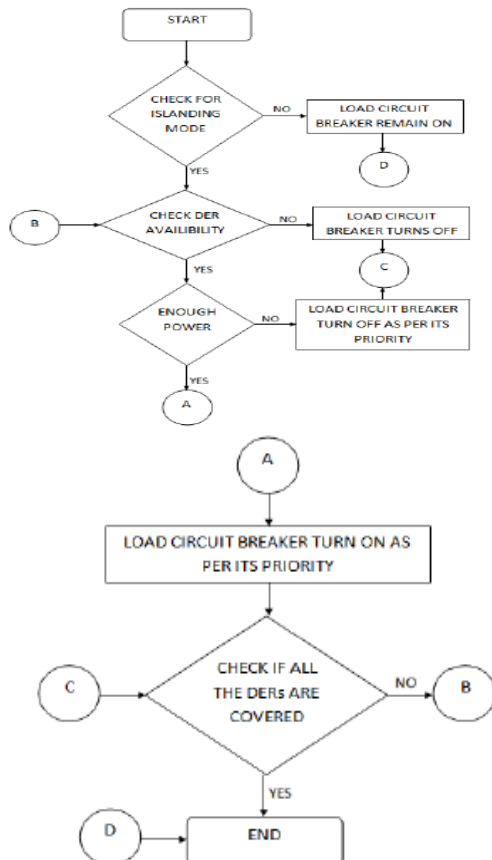 START
CHECK FOR
ISLANDING
MODE
NO
LOAD CIRCUIT
BREAKER REMAIN ON
D
YES
B
CHECK DER
AVAILIBILITY
NO
LOAD CIRCUIT
BREAKER TURNS OFF
C
YES
ENOUGH
POWER
NO
LOAD CIRCUIT BREAKER
TURN OFF AS PER ITS
PRIORITY
YES
A
A
LOAD CIRCUIT BREAKER TURN ON AS
PER ITS PRIORITY
C
CHECK IF ALL
THE DERs ARE
COVERED
NO
B
YES
D
END